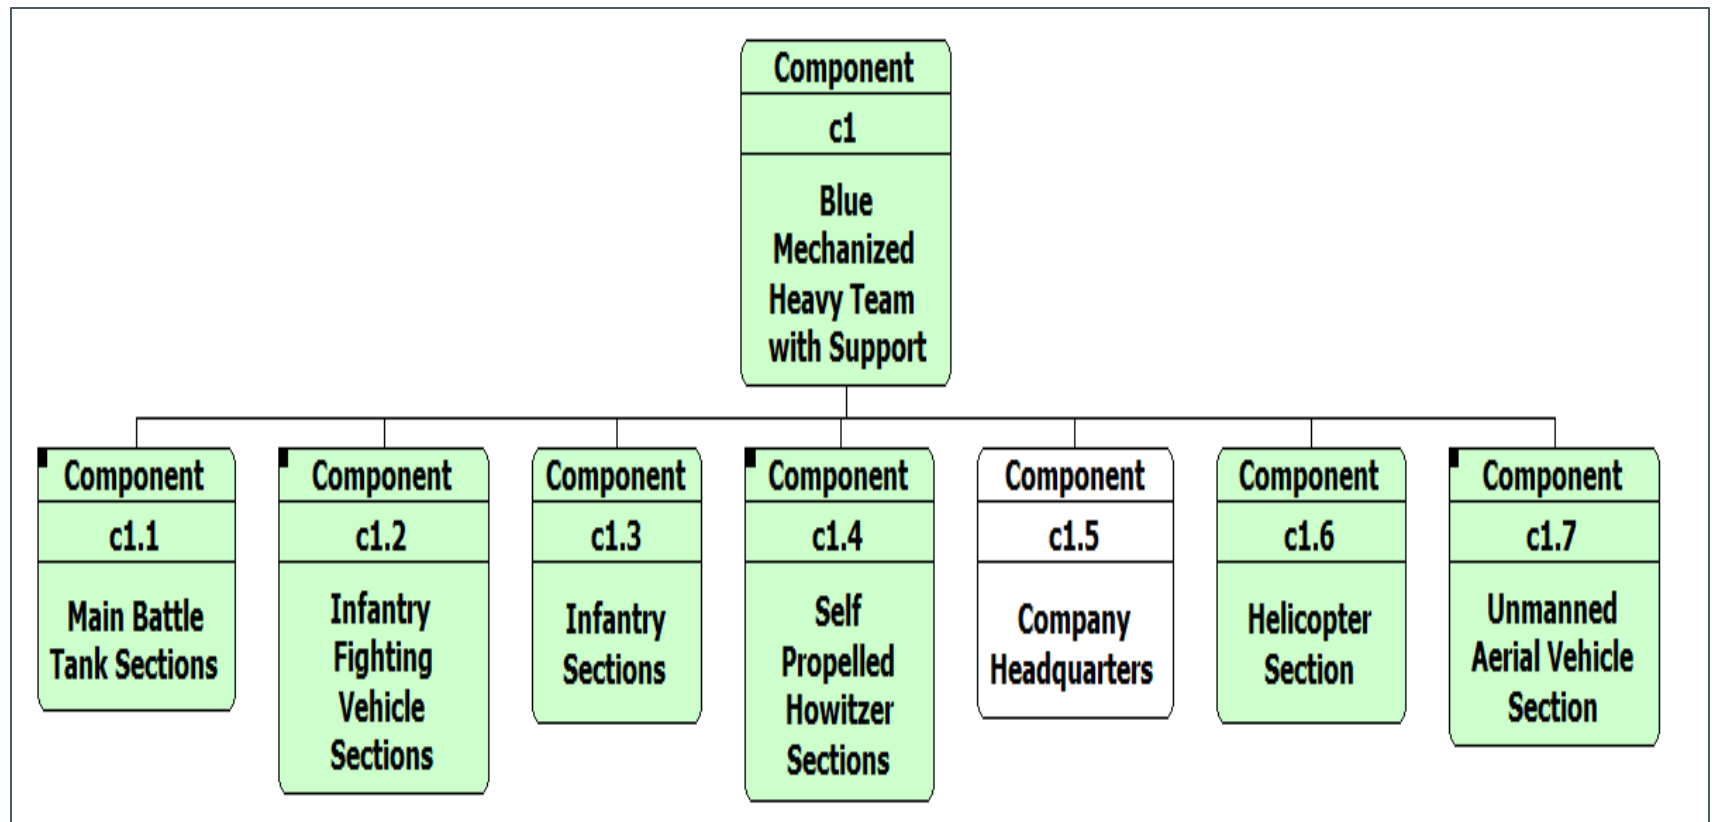 Component
c1
Blue
Mechanized
Heavy Team
with Support
Component
c1.1
Main Battle
Tank Sections
Component
c1.2
Infantry
Fighting
Vehicle
Sections
Component
c1.3
Infantry
Sections
Component
c1.4
Self
Propelled
Howitzer
Sections
Component
c1.5
Company
Headquarters
Component
c1.6
Helicopter
Section
Component
c1.7
Unmanned
Aerial Vehicle
Section